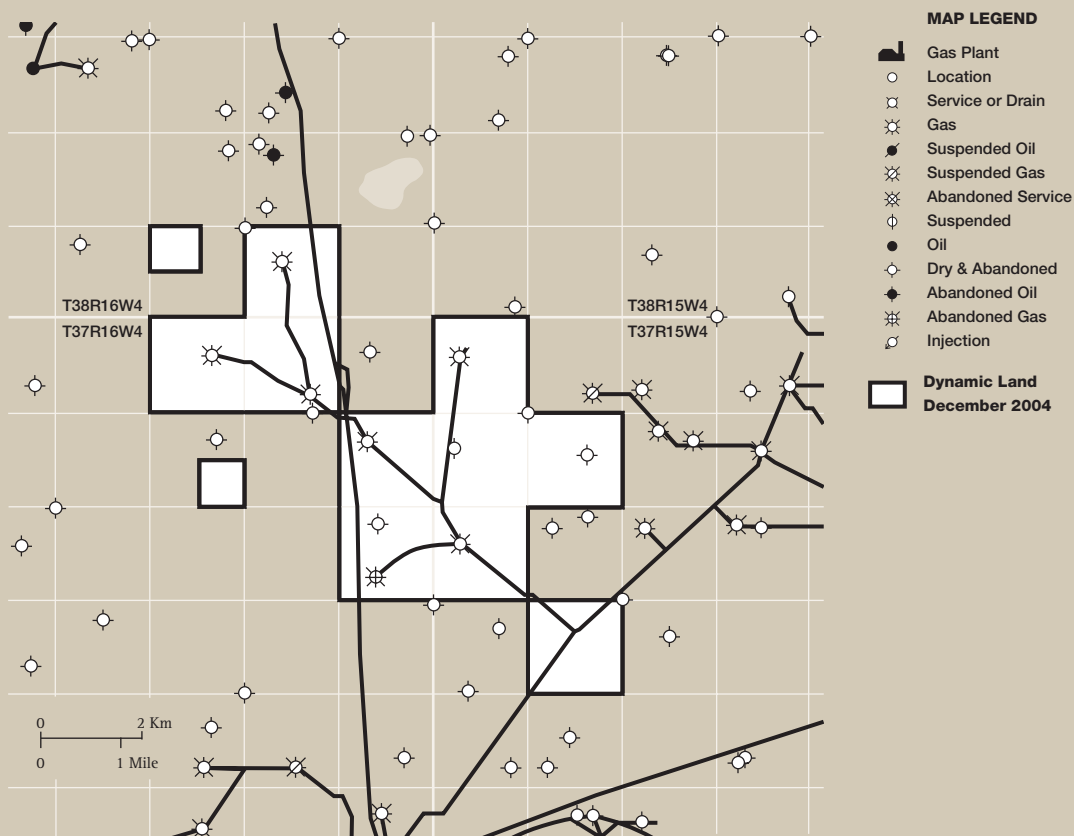 MAP LEGEND
Gas Plant
Location
Service or Drain
Gas
Suspended Oil
Suspended Gas
Abandoned Service
Suspended
Oil
Dry & Abandoned
Abandoned Oil
Abandoned Gas
Injection
Dynamic Land
December 2004
T38R16W4
T37R16W4
T38R15W4
T37R15W4
0 2 Km
0 1 Mile